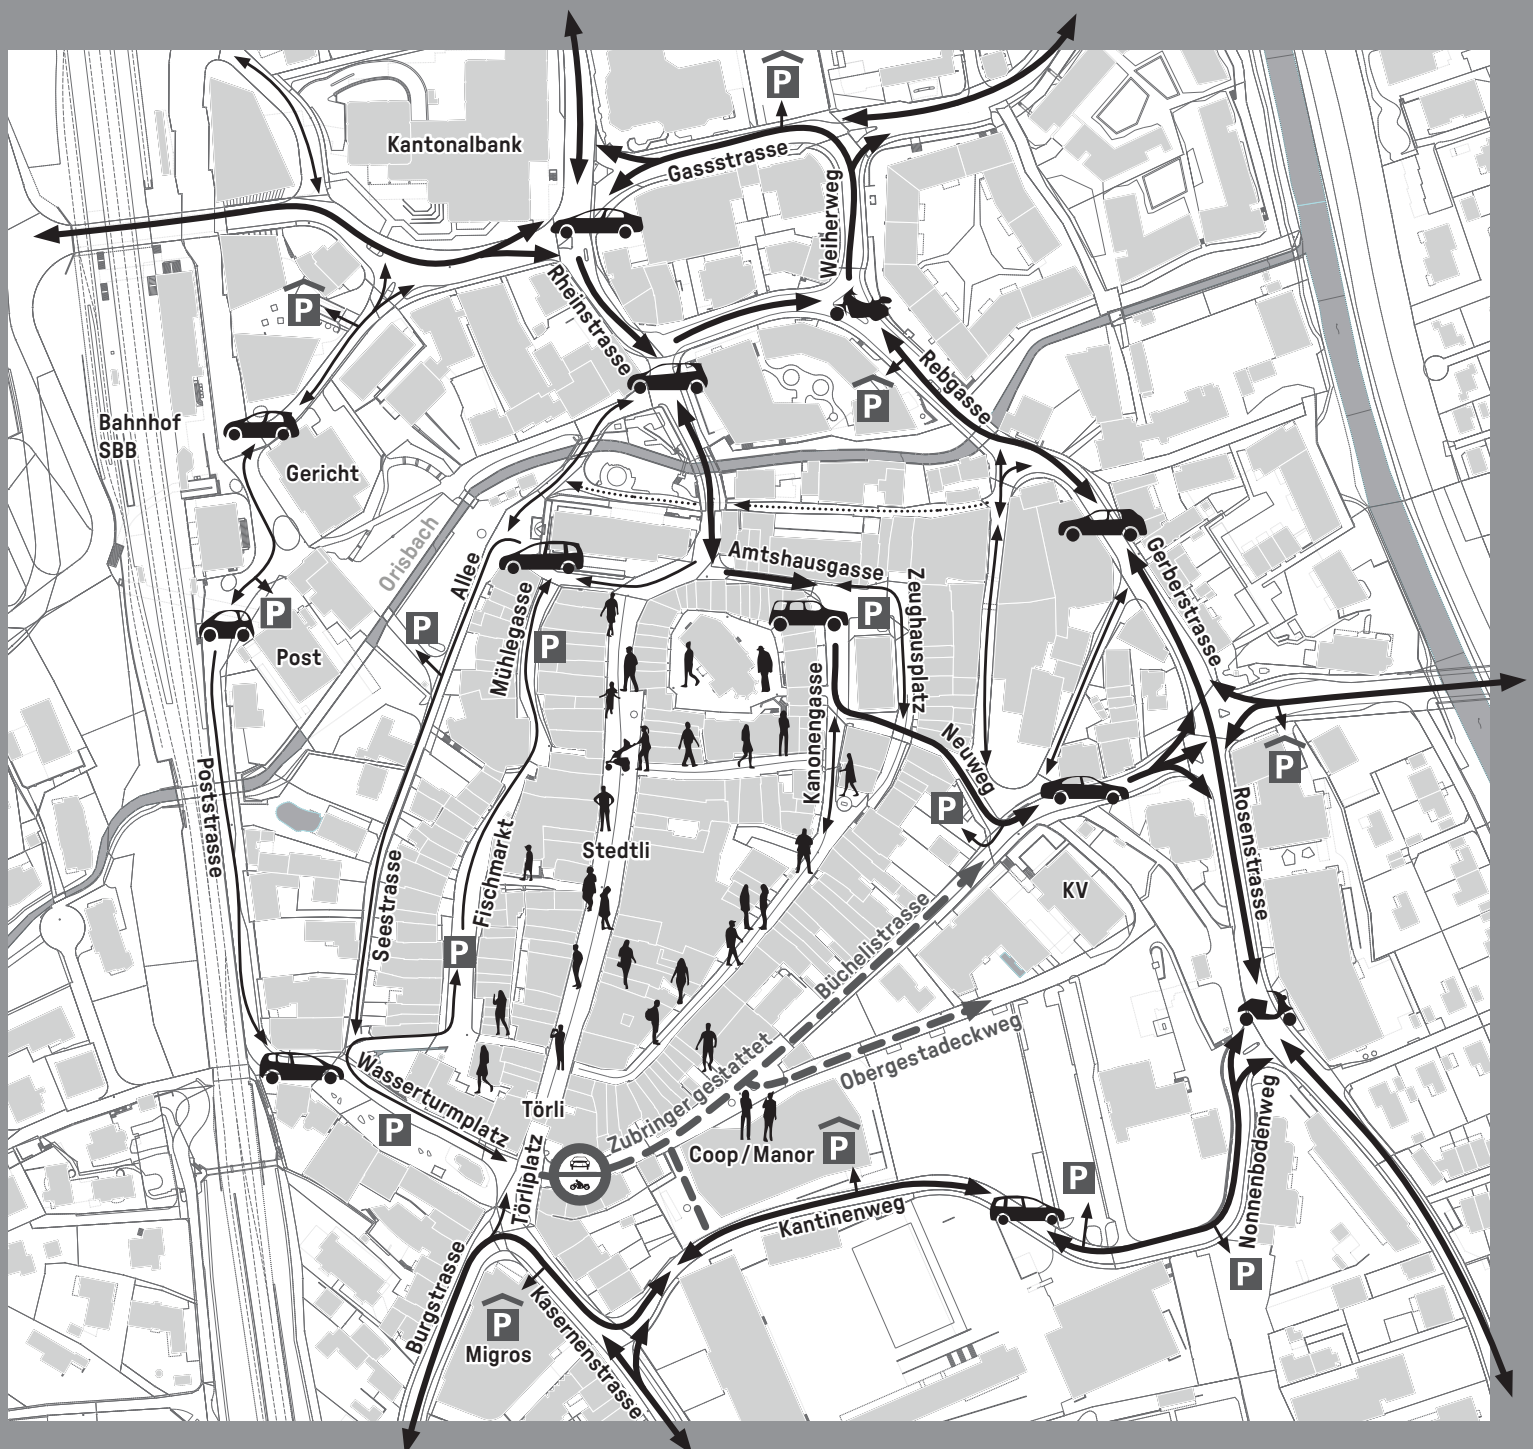 P
Kantonalbank
Gassstrasse
Weiherweg
Rheinstrasse
P
Rebgasse
P
Bahnhof
SBB
Gericht
Orisbach
Allee
Amtshausgasse
Gerberstrasse
Zeughausplatz
P
P
P
Mühlegasse
P
Post
Kanonengasse
Neuweg
P
Poststrasse
P
Rosenstrasse
Stedtli
Fischmarkt
Seestrasse
KV
Büchelistrasse
P
Obergestadeckweg
Zubringer gestattet
Wasserturmplatz
Törli
P
Coop / Manor
P
Törliplatz
P
Nonnenbodenweg
Kantinenweg
P
Burgstrasse
Kasernenstrasse
P
Migros